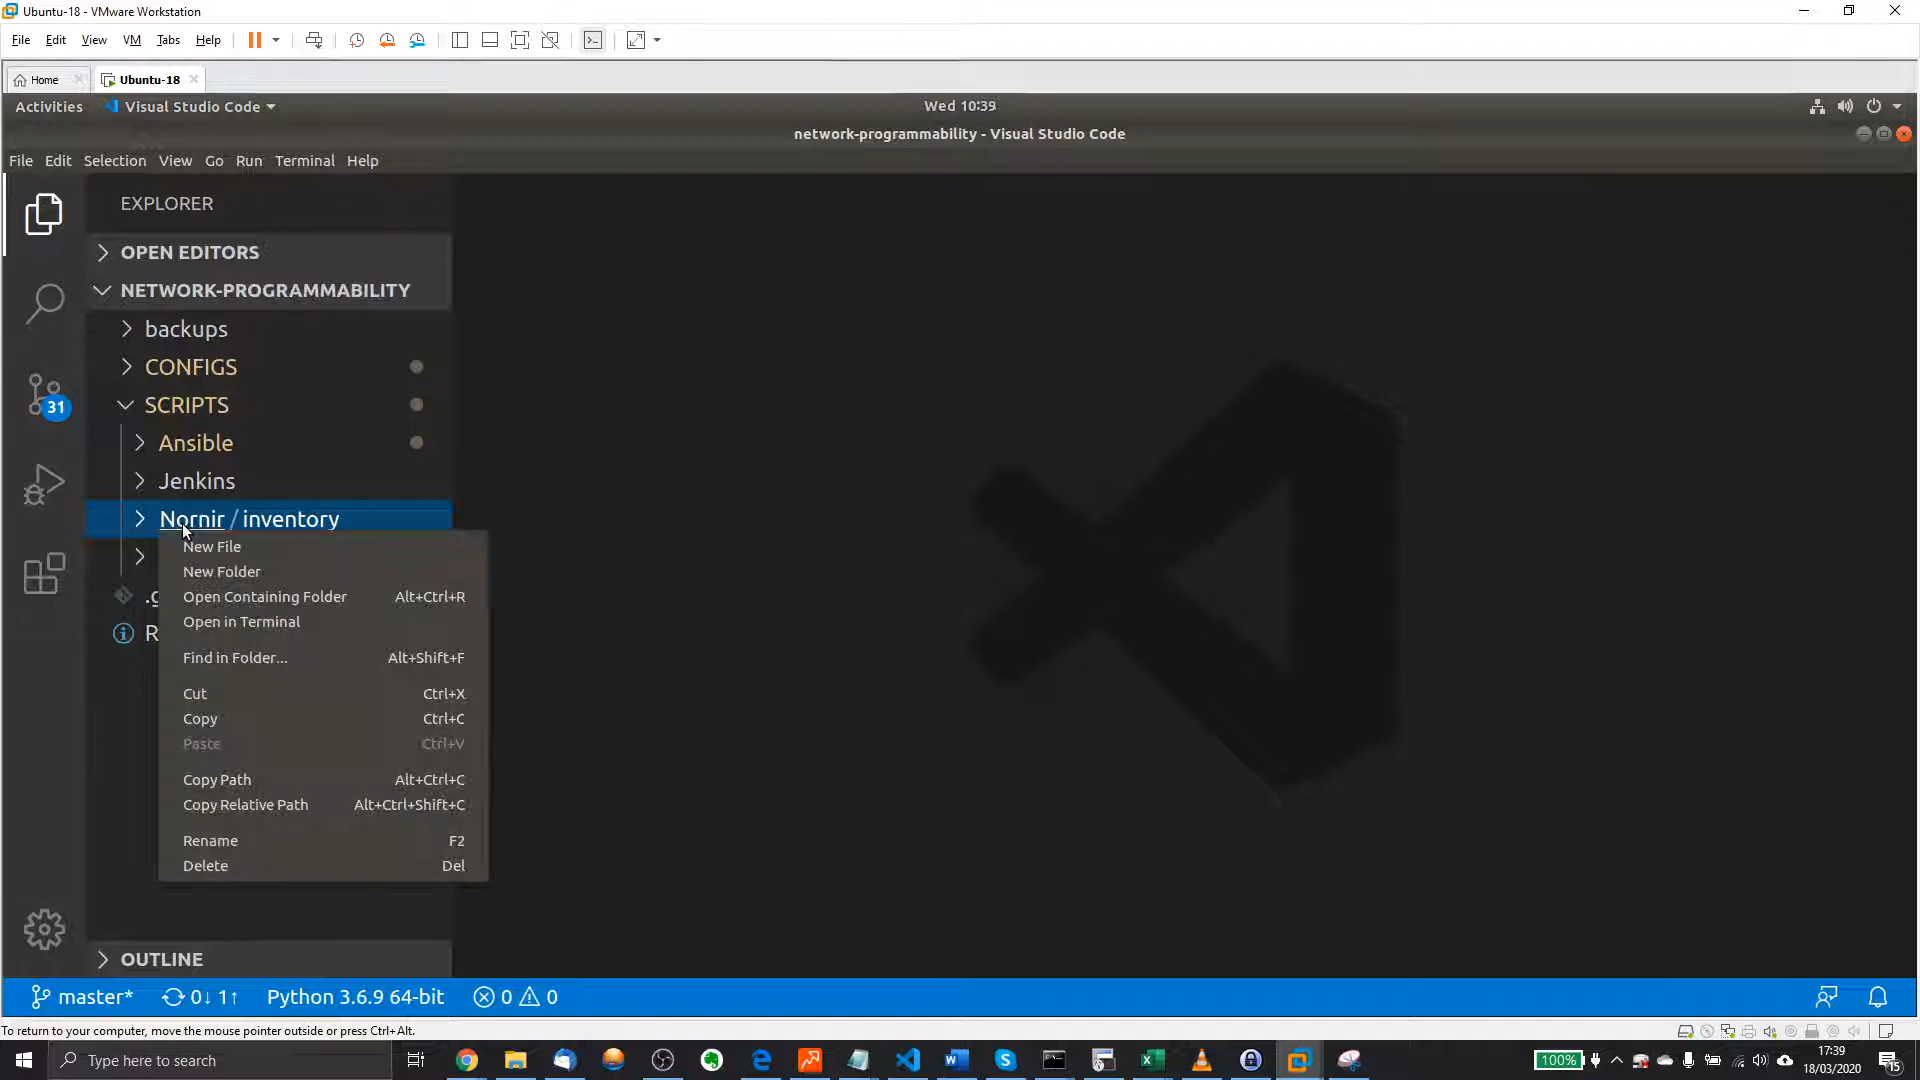 Ubuntu-18 - VMware Workstation
File Edit View VM Tabs Help
Home Ubuntu-18
Activities Visual Studio Code Wed 10:39
network-programmability - Visual Studio Code
File Edit Selection View Go Run Terminal Help
EXPLORER
OPEN EDITORS
NETWORK-PROGRAMMABILITY
backups
CONFIGS
SCRIPTS
31
Ansible
Jenkins
Nornir / inventory
New File
New Folder
Open Containing Folder Alt+Ctrl+R
Open in Terminal
Find in Folder... Alt+Shift+F
Cut Ctrl+X
Copy Ctrl+C
Paste Ctrl+V
Copy Path Alt+Ctrl+C
Copy Relative Path Alt+Ctrl+Shift+C
Rename F2
Delete Del
OUTLINE
master* 0↓ 1↑ Python 3.6.9 64-bit 0 0
To return to your computer, move the mouse pointer outside or press Ctrl+Alt.
Type here to search
100%
17:39
18/03/2020
15